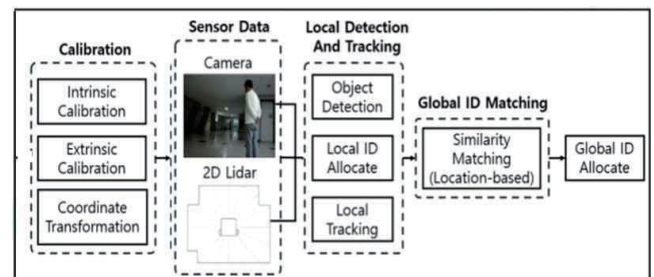 Calibration
Intrinsic
Calibration
Extrinsic
Calibration
Coordinate
Transformation
Sensor Data
Camera
2D Lidar
Local Detection
And Tracking
Object
Detection
Local ID
Allocate
Local
Tracking
Global ID Matching
Similarity
Matching
(Location-based)
Global ID
Allocate